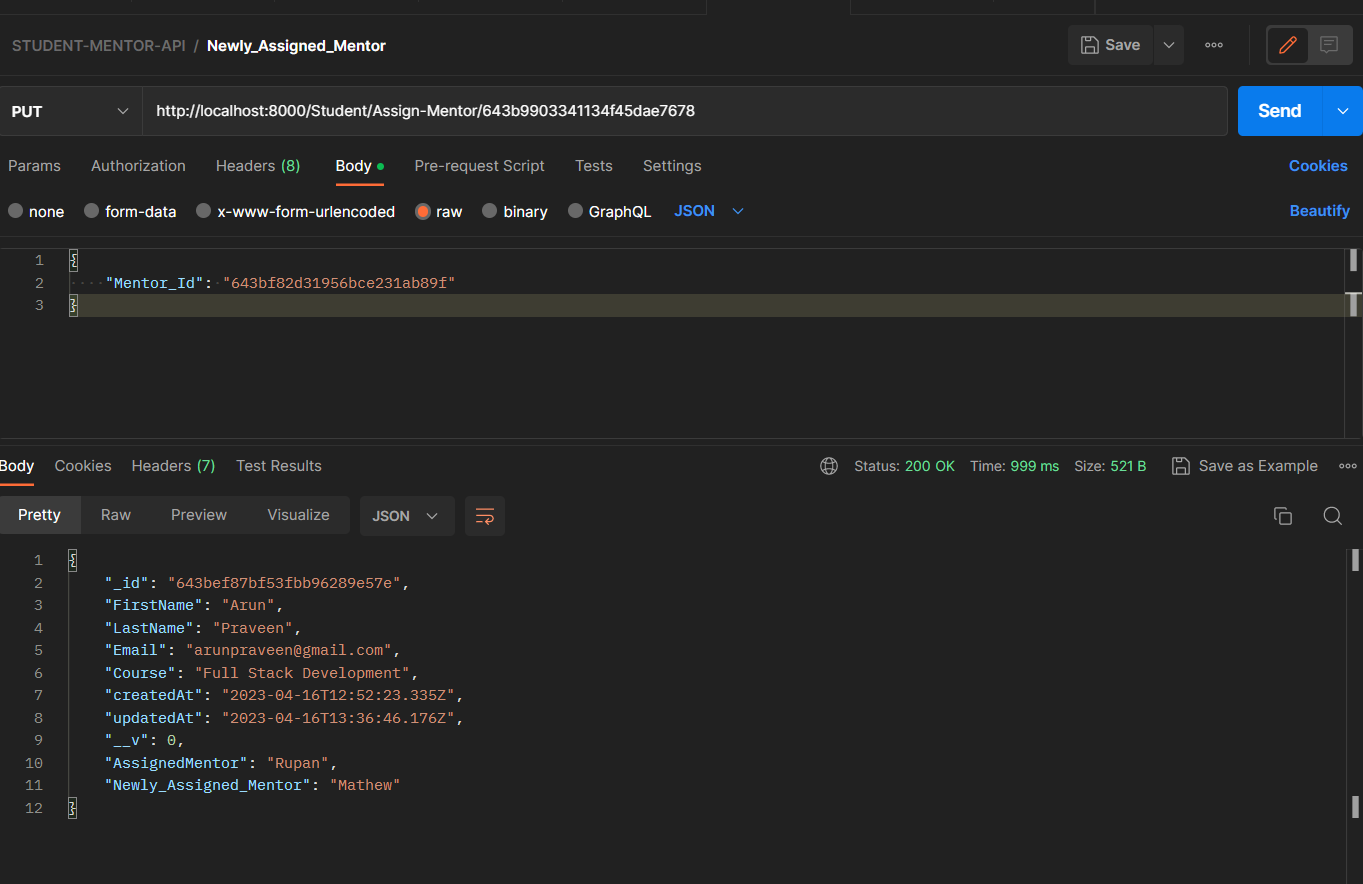 STUDENT-MENTOR-API / Newly_Assigned_Mentor
Save
PUT http://localhost:8000/Student/Assign-Mentor/643b9903341134f45dae7678 Send
Params Authorization Headers (8) Body Pre-request Script Tests Settings Cookies
none form-data x-www-form-urlencoded raw binary GraphQL JSON Beautify
1 {
2 "Mentor_Id": "643bf82d31956bce231ab89f"
3 }
Body Cookies Headers (7) Test Results Status: 200 OK Time: 999 ms Size: 521 B Save as Example
Pretty Raw Preview Visualize JSON
1 {
2 "_id": "643bef87bf53fbb96289e57e",
3 "FirstName": "Arun",
4 "LastName": "Praveen",
5 "Email": "arunpraveen@gmail.com",
6 "Course": "Full Stack Development",
7 "createdAt": "2023-04-16T12:52:23.335Z",
8 "updatedAt": "2023-04-16T13:36:46.176Z",
9 "__v": 0,
10 "AssignedMentor": "Rupan",
11 "Newly_Assigned_Mentor": "Mathew"
12 }